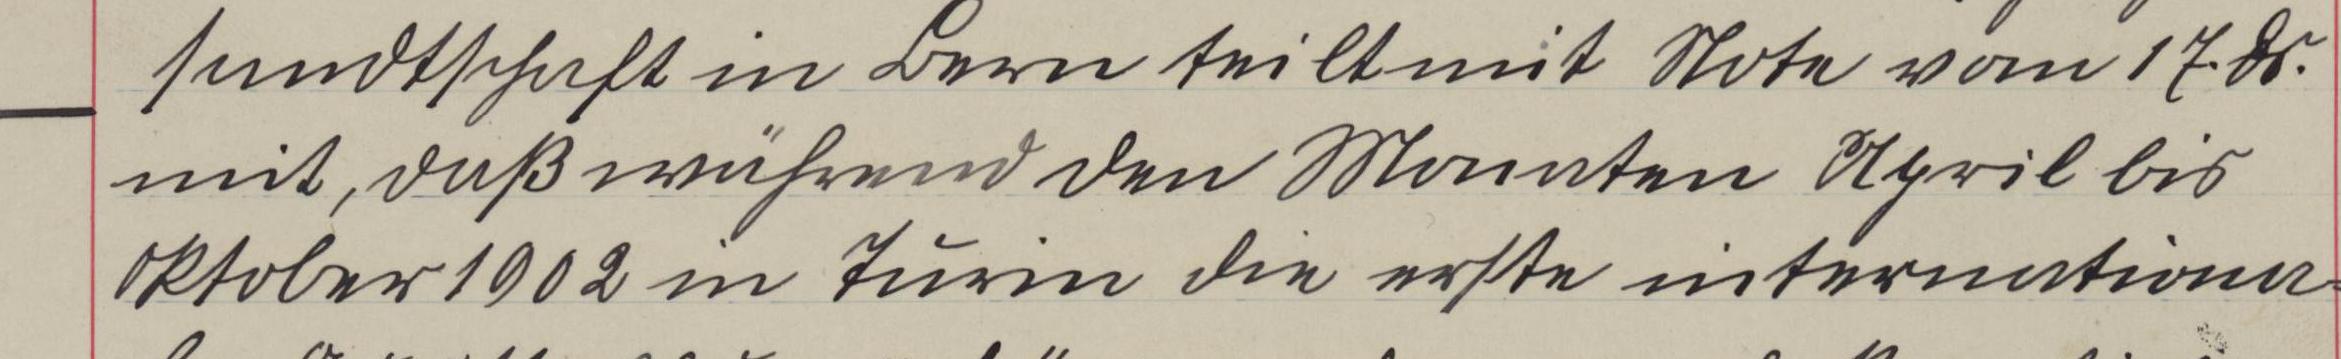 sandtschaft in Bern teilt mit Note vom 17. ds.
mit, daß während den Monaten April bis
Oktober 1902 in Turin die erste internationa-